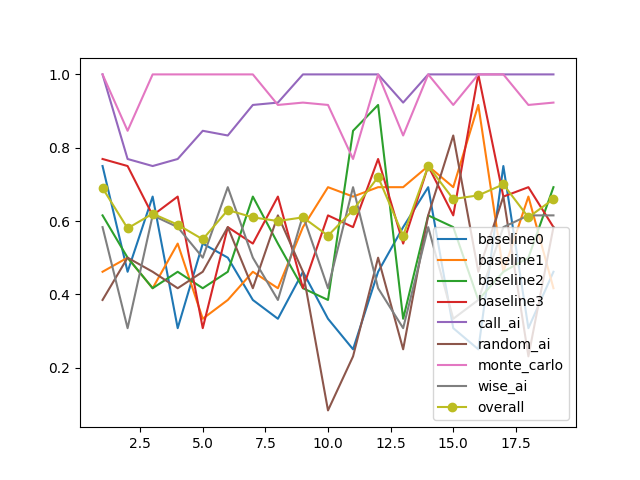 1.0
0.8
0.6
0.4
0.2
baseline0
baseline1
baseline2
baseline3
call_ai
random_ai
monte_carlo
wise_ai
overall
2.5 5.0 7.5 10.0 12.5 15.0 17.5